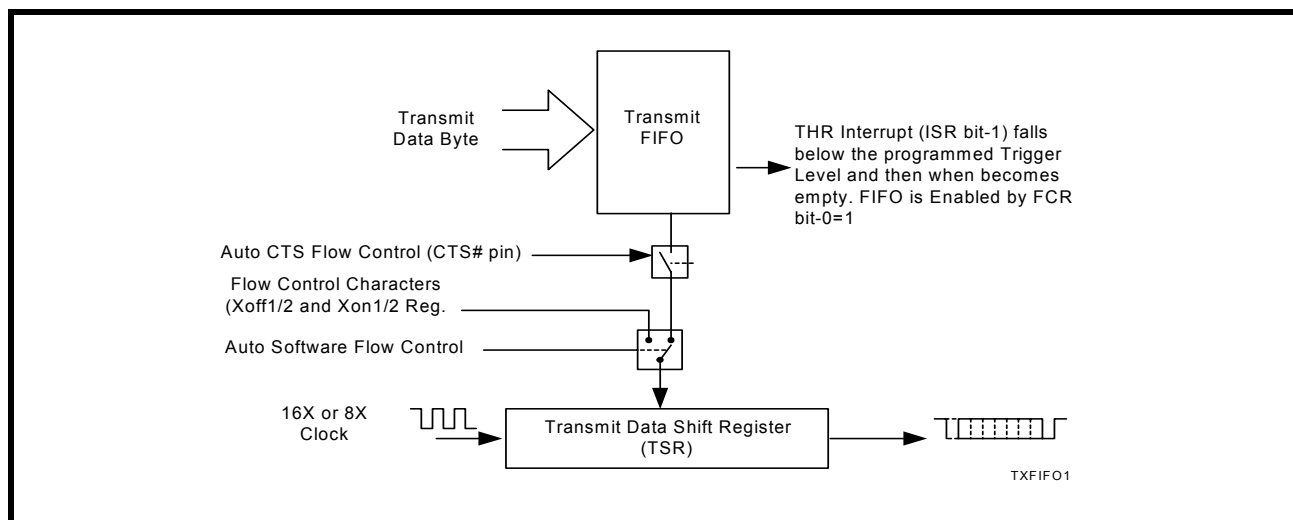 Transmit
Data Byte
Transmit
FIFO
THR Interrupt (ISR bit-1) falls
below the programmed Trigger
Level and then when becomes
empty. FIFO is Enabled by FCR
bit-0=1
Auto CTS Flow Control (CTS# pin)
Flow Control Characters
(Xoff1/2 and Xon1/2 Reg.
Auto Software Flow Control
16X or 8X
Clock
Transmit Data Shift Register
(TSR)
TXFIFO1